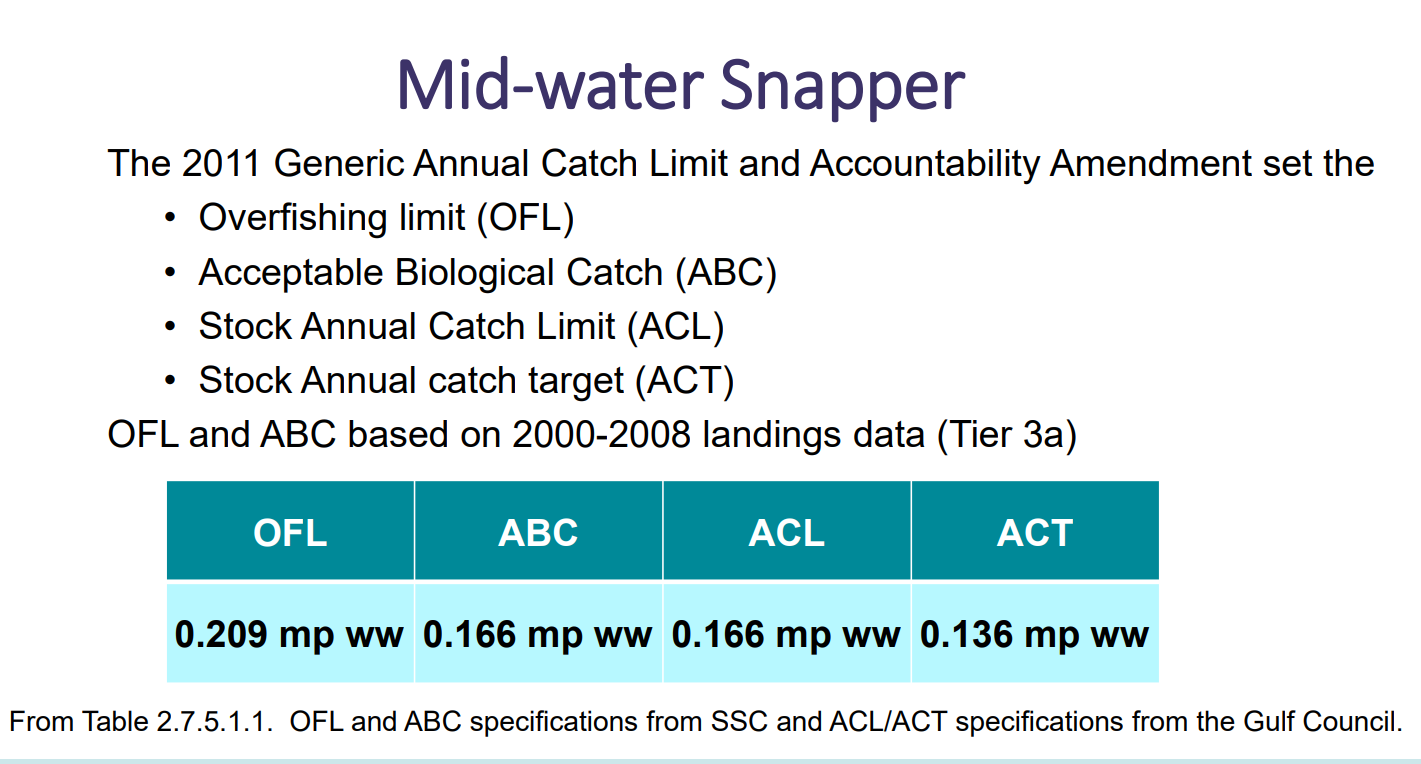 Mid-water Snapper
The 2011 Generic Annual Catch Limit and Accountability Amendment set the
• Overfishing limit (OFL)
• Acceptable Biological Catch (ABC)
• Stock Annual Catch Limit (ACL)
• Stock Annual catch target (ACT)
OFL and ABC based on 2000-2008 landings data (Tier 3a)
OFL ABC ACL ACT
0.209 mp ww 0.166 mp ww 0.166 mp ww 0.136 mp ww
From Table 2.7.5.1.1.  OFL and ABC specifications from SSC and ACL/ACT specifications from the Gulf Council.